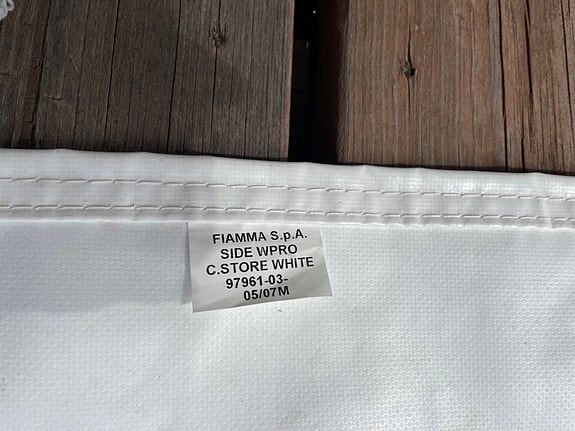 FIAMMA S.p.A.
SIDE WPRO
C.STORE WHITE
97961-03-
05/07M